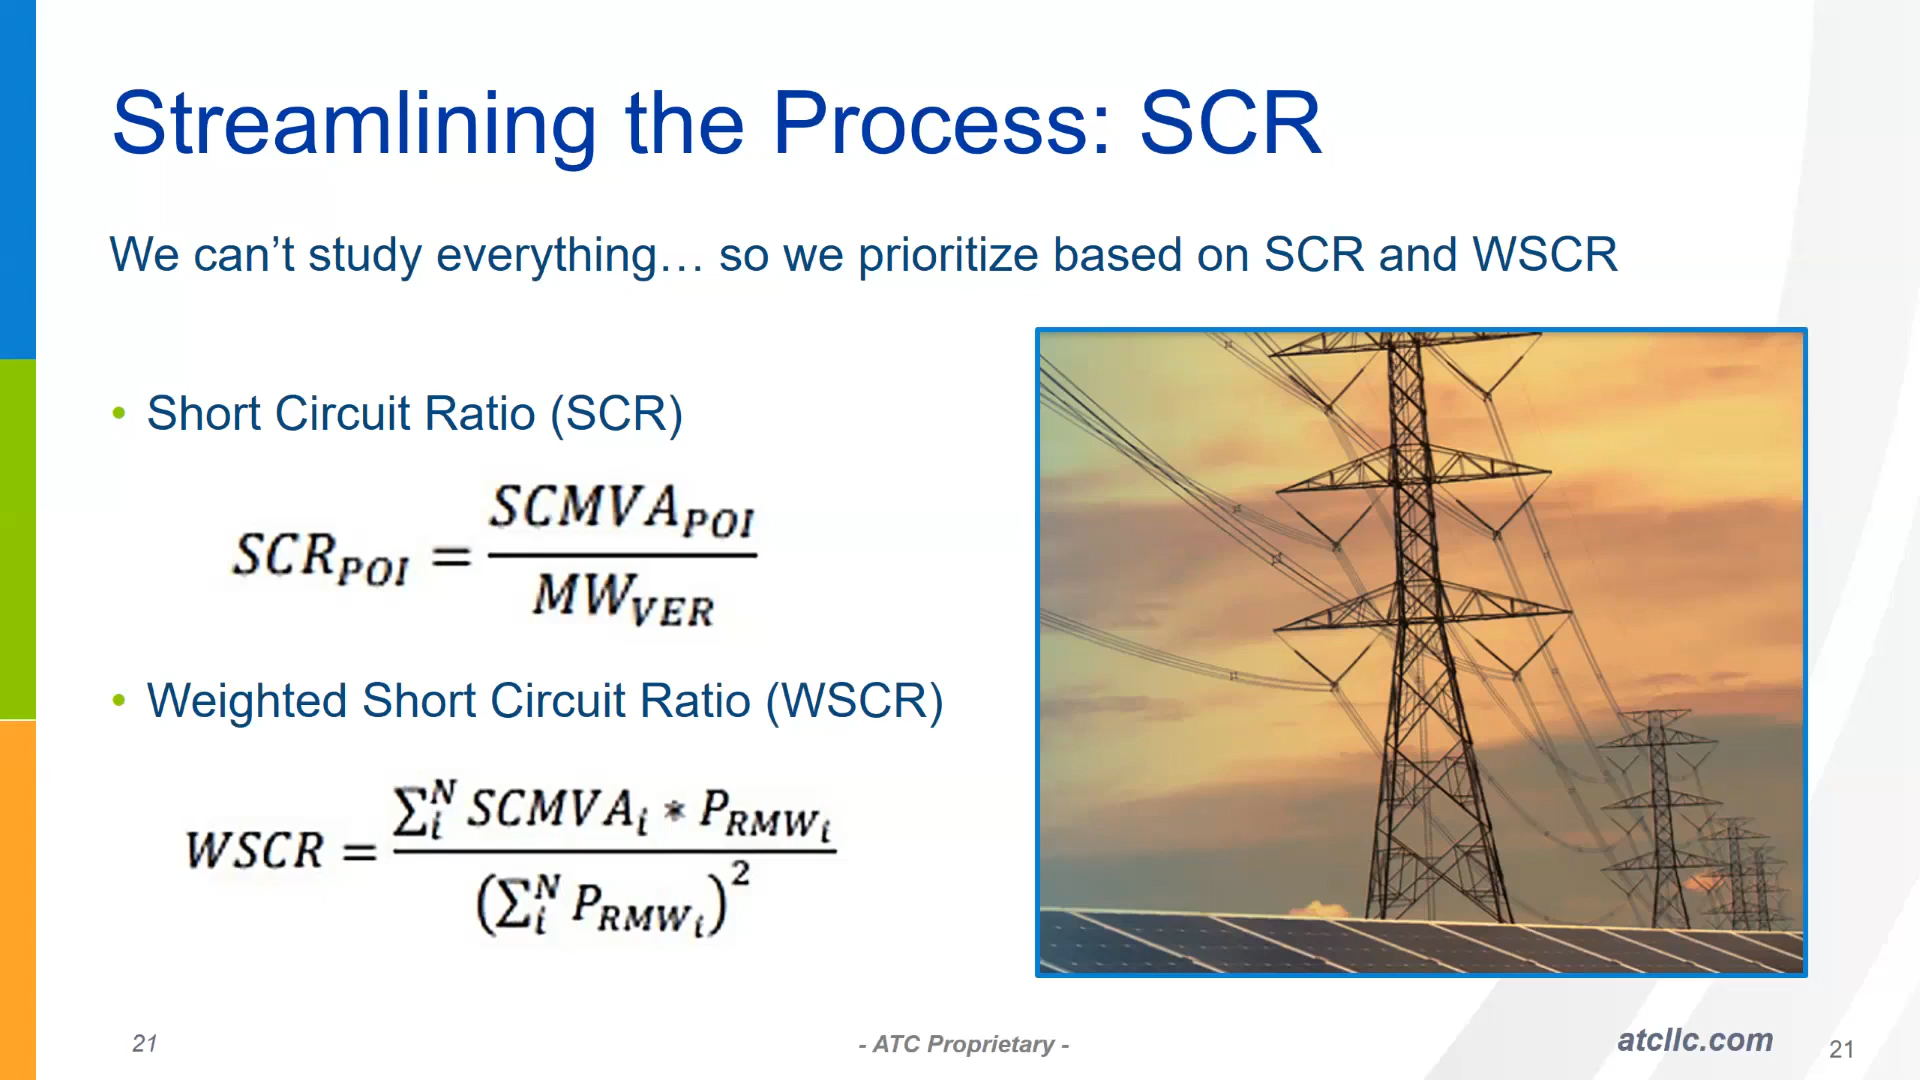 Streamlining the Process: SCR
We can’t study everything… so we prioritize based on SCR and WSCR
• Short Circuit Ratio (SCR)
SCR_POI = SCMVA_POI / MW_VER
• Weighted Short Circuit Ratio (WSCR)
WSCR = ∑_i^N SCMVA_i * P_RMW_i / (∑_i^N P_RMW_i)^2
21
- ATC Proprietary -
atcllc.com
21